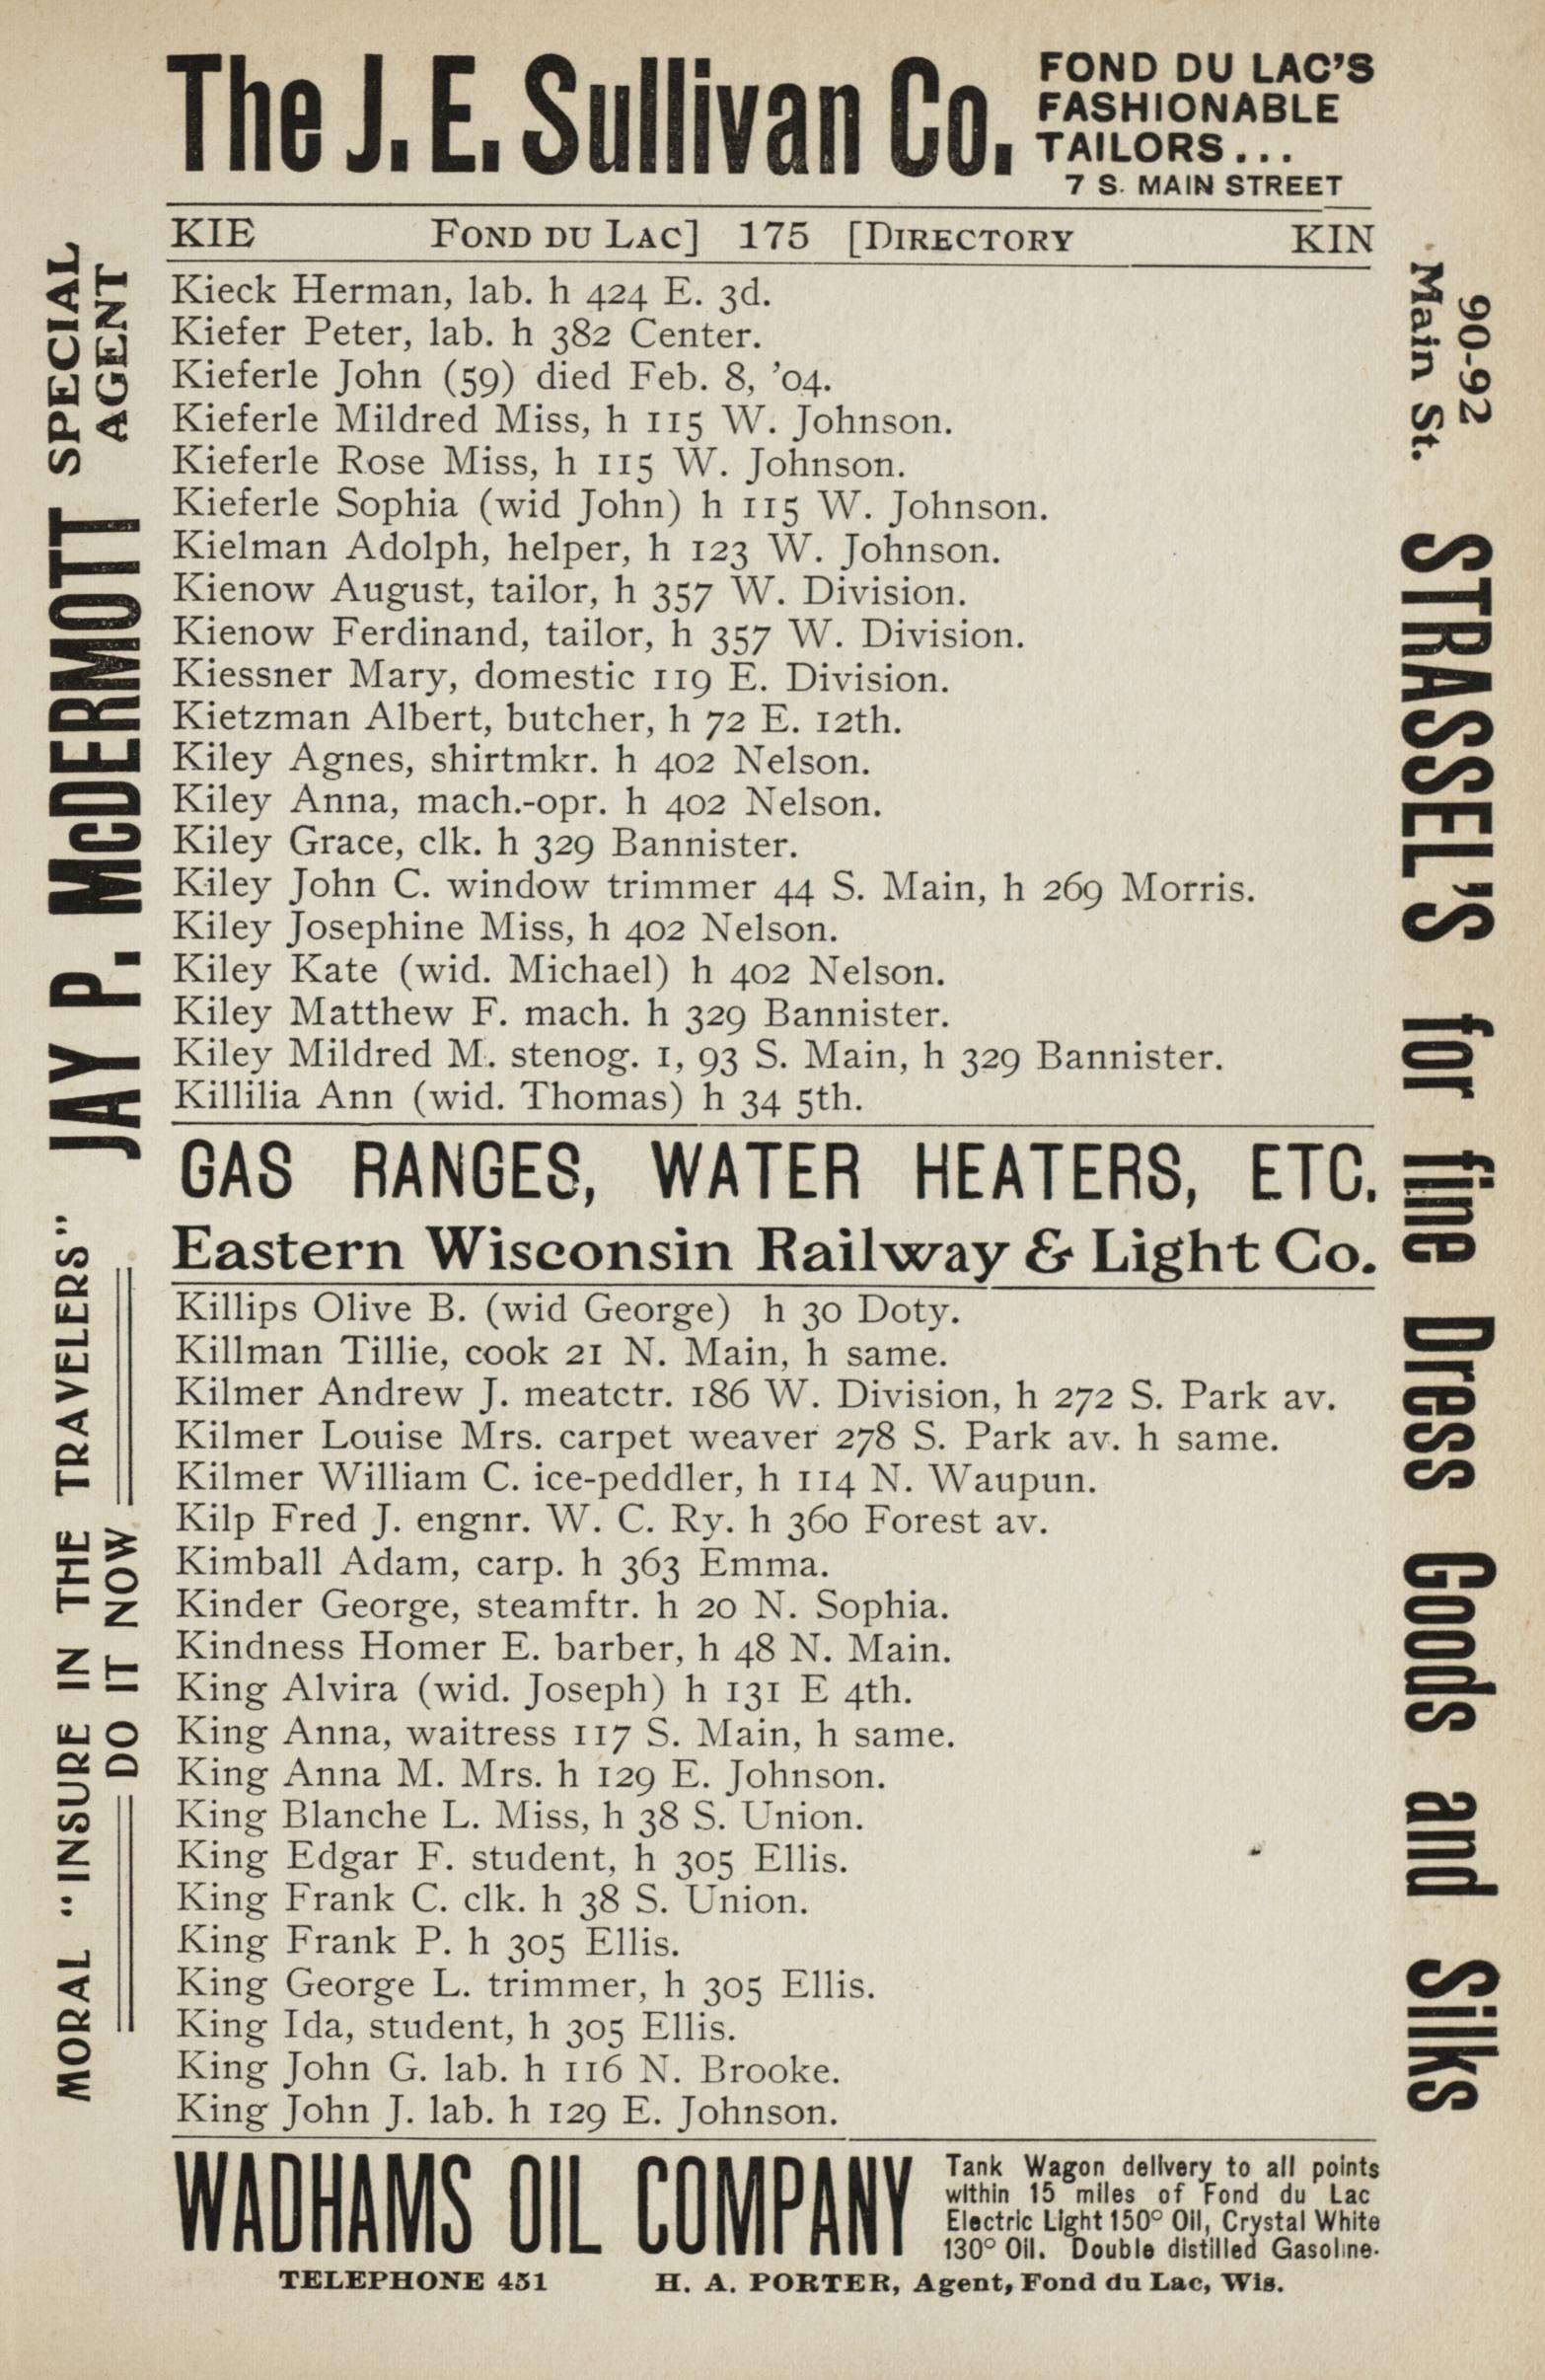 The J. E. Sullivan Co.
FOND DU LAC'S
FASHIONABLE
TAILORS...
7 S. MAIN STREET
KIE FOND DU LAC] 175 [DIRECTORY KIN
Kieck Herman, lab. h 424 E. 3d.
Kiefer Peter, lab. h 382 Center.
Kieferle John (59) died Feb. 8, '04.
Kieferle Mildred Miss, h 115 W. Johnson.
Kieferle Rose Miss, h 115 W. Johnson.
Kieferle Sophia (wid John) h 115 W. Johnson.
Kielman Adolph, helper, h 123 W. Johnson.
Kienow August, tailor, h 357 W. Division.
Kienow Ferdinand, tailor, h 357 W. Division.
Kiessner Mary, domestic 119 E. Division.
Kietzman Albert, butcher, h 72 E. 12th.
Kiley Agnes, shirtmkr. h 402 Nelson.
Kiley Anna, mach.-opr. h 402 Nelson.
Kiley Grace, clk. h 329 Bannister.
Kiley John C. window trimmer 44 S. Main, h 269 Morris.
Kiley Josephine Miss, h 402 Nelson.
Kiley Kate (wid. Michael) h 402 Nelson.
Kiley Matthew F. mach. h 329 Bannister.
Kiley Mildred M. stenog. 1, 93 S. Main, h 329 Bannister.
Killilia Ann (wid. Thomas) h 34 5th.
GAS RANGES, WATER HEATERS, ETC.
Eastern Wisconsin Railway & Light Co.
Killips Olive B. (wid George) h 30 Doty.
Killman Tillie, cook 21 N. Main, h same.
Kilmer Andrew J. meatctr. 186 W. Division, h 272 S. Park av.
Kilmer Louise Mrs. carpet weaver 278 S. Park av. h same.
Kilmer William C. ice-peddler, h 114 N. Waupun.
Kilp Fred J. engnr. W. C. Ry. h 360 Forest av.
Kimball Adam, carp. h 363 Emma.
Kinder George, steamftr. h 20 N. Sophia.
Kindness Homer E. barber, h 48 N. Main.
King Alvira (wid. Joseph) h 131 E 4th.
King Anna, waitress 117 S. Main, h same.
King Anna M. Mrs. h 129 E. Johnson.
King Blanche L. Miss, h 38 S. Union.
King Edgar F. student, h 305 Ellis.
King Frank C. clk. h 38 S. Union.
King Frank P. h 305 Ellis.
King George L. trimmer, h 305 Ellis.
King Ida, student, h 305 Ellis.
King John G. lab. h 116 N. Brooke.
King John J. lab. h 129 E. Johnson.
WADHAMS OIL COMPANY
Tank Wagon delivery to all points
within 15 miles of Fond du Lac
Electric Light 150° Oil, Crystal White
130° Oil. Double distilled Gasoline.
TELEPHONE 451 H. A. PORTER, Agent, Fond du Lac, Wis.
MORAL "INSURE IN THE TRAVELERS"
DO IT NOW
JAY P. McDERMOTT
SPECIAL
AGENT
90-92
Main St.
STRASSEL'S for fine Dress Goods and Silks